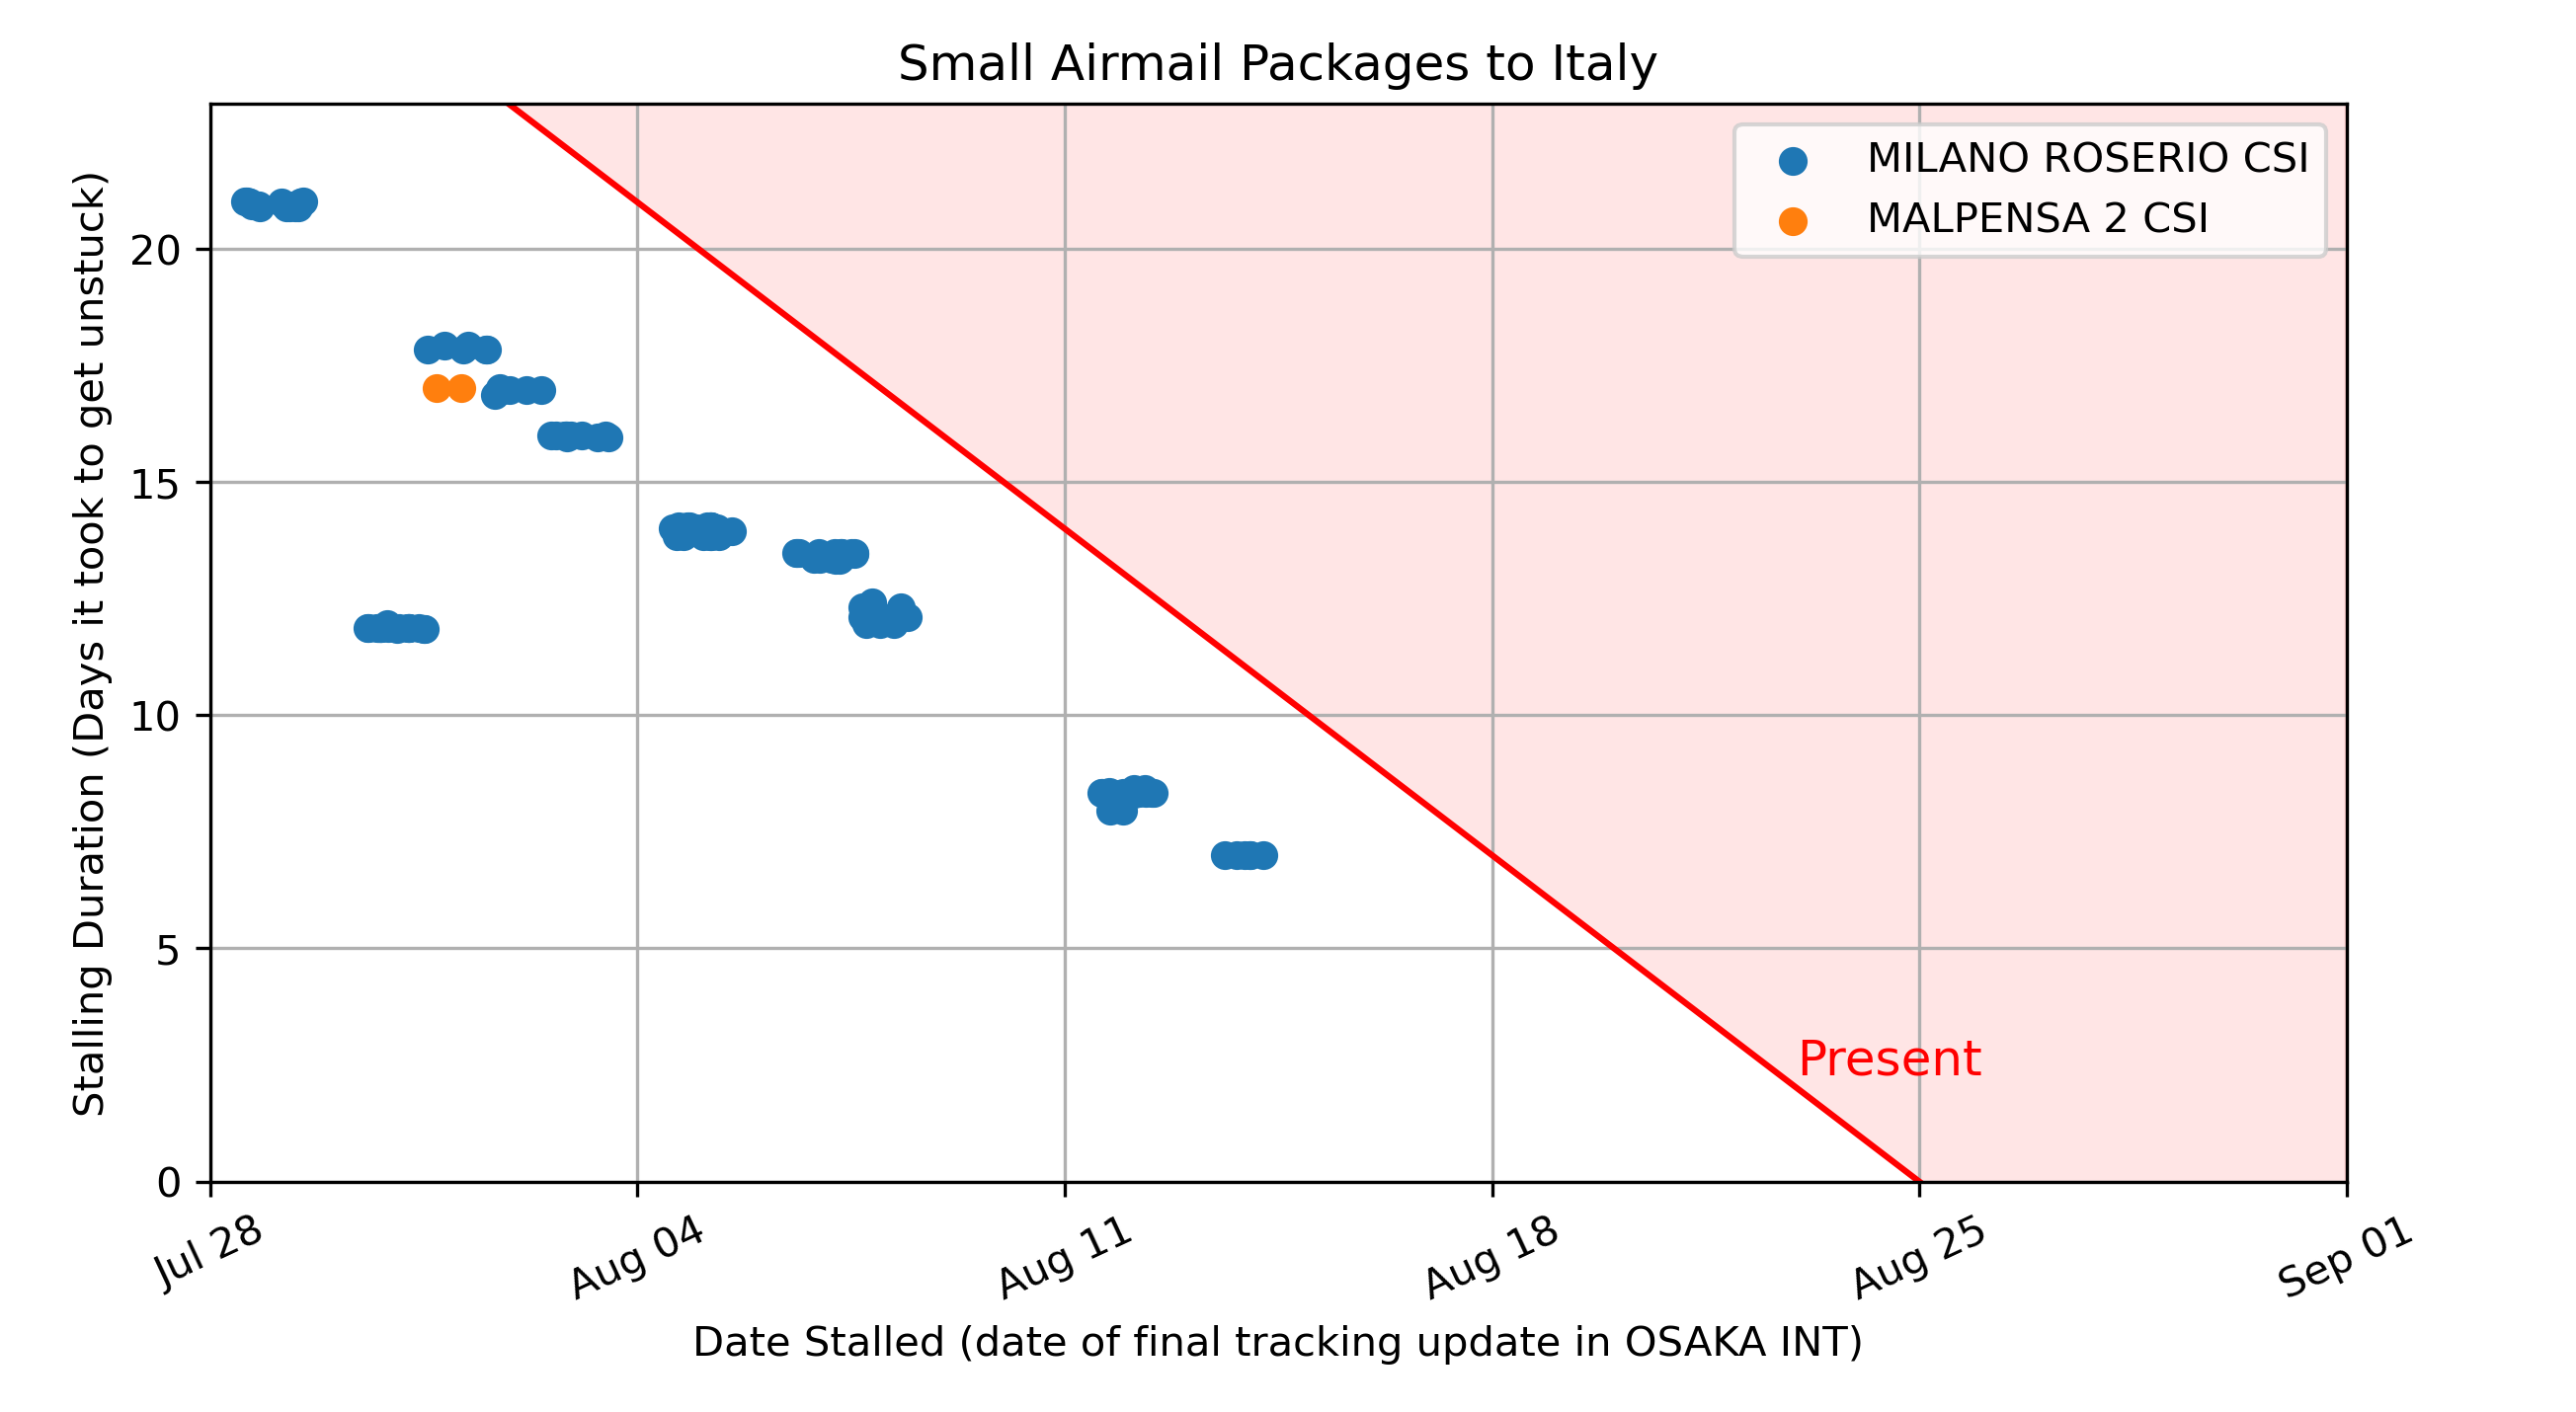 Small Airmail Packages to Italy
MILANO ROSERIO CSI
MALPENSA 2 CSI
Stalling Duration (Days it took to get unstuck)
20
15
10
5
0
Present
Jul 28
Aug 04
Aug 11
Aug 18
Aug 25
Sep 01
Date Stalled (date of final tracking update in OSAKA INT)